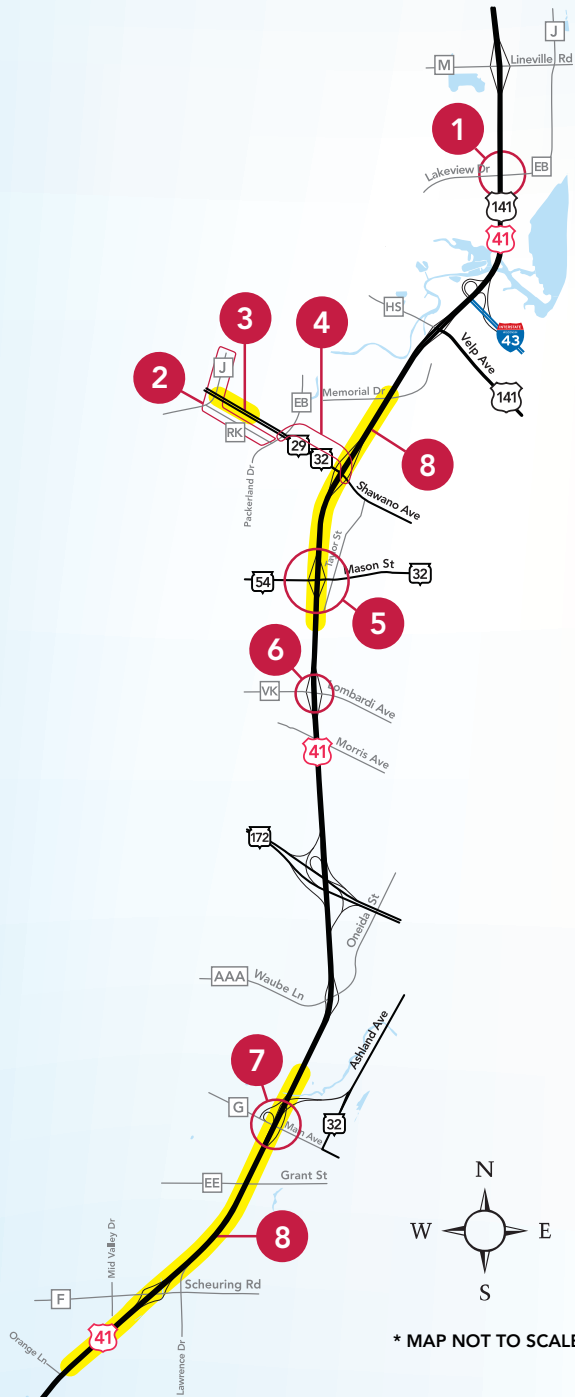 J
M
Lineville Rd
1
Lakeview Dr
EB
141
41
HS
INTERSTATE
43
Velp Ave
141
3
4
2
J
EB
Memorial Dr
RK
29
32
8
Packerland Dr
Shawano Ave
Taylor St
54
Mason St
32
5
6
VK
Lombardi Ave
41
Morris Ave
172
Oneida St
AAA
Waube Ln
Ashland Ave
7
G
Main Ave
32
EE
Grant St
N
W
E
S
Mid Valley Dr
8
Scheuring Rd
F
41
Orange Ln
Lawrence Dr
* MAP NOT TO SCALE